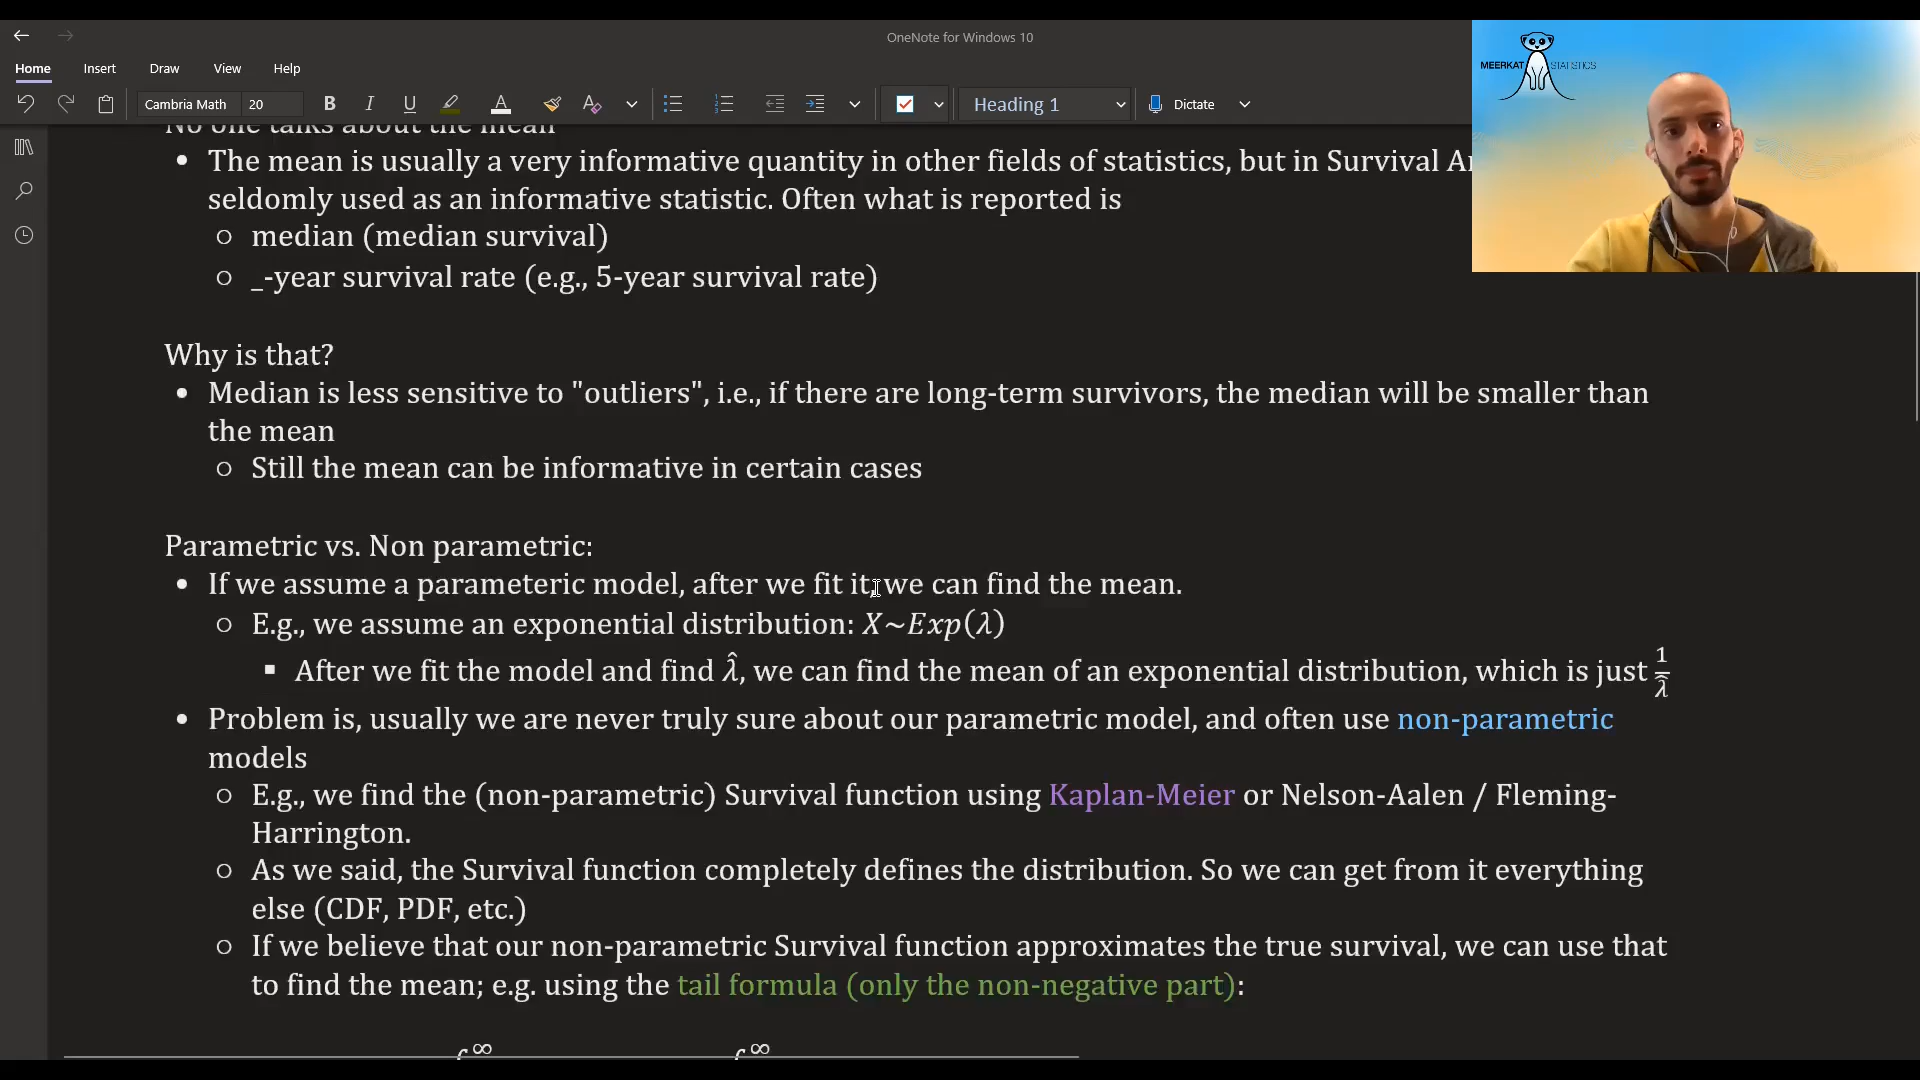 OneNote for Windows 10
Home Insert Draw View Help
Cambria Math 20 B I U A A Heading 1 Dictate
MEERKAT STATISTICS
No one talks about the mean
• The mean is usually a very informative quantity in other fields of statistics, but in Survival
seldomly used as an informative statistic. Often what is reported is
○ median (median survival)
○ _-year survival rate (e.g., 5-year survival rate)
Why is that?
• Median is less sensitive to "outliers", i.e., if there are long-term survivors, the median will be smaller than
the mean
○ Still the mean can be informative in certain cases
Parametric vs. Non parametric:
• If we assume a parameteric model, after we fit it, we can find the mean.
○ E.g., we assume an exponential distribution: X~Exp(λ)
▪ After we fit the model and find λ̂, we can find the mean of an exponential distribution, which is just 1/λ̂
• Problem is, usually we are never truly sure about our parametric model, and often use non-parametric
models
○ E.g., we find the (non-parametric) Survival function using Kaplan-Meier or Nelson-Aalen / Fleming-
Harrington.
○ As we said, the Survival function completely defines the distribution. So we can get from it everything
else (CDF, PDF, etc.)
○ If we believe that our non-parametric Survival function approximates the true survival, we can use that
to find the mean; e.g. using the tail formula (only the non-negative part):
∞ ∞